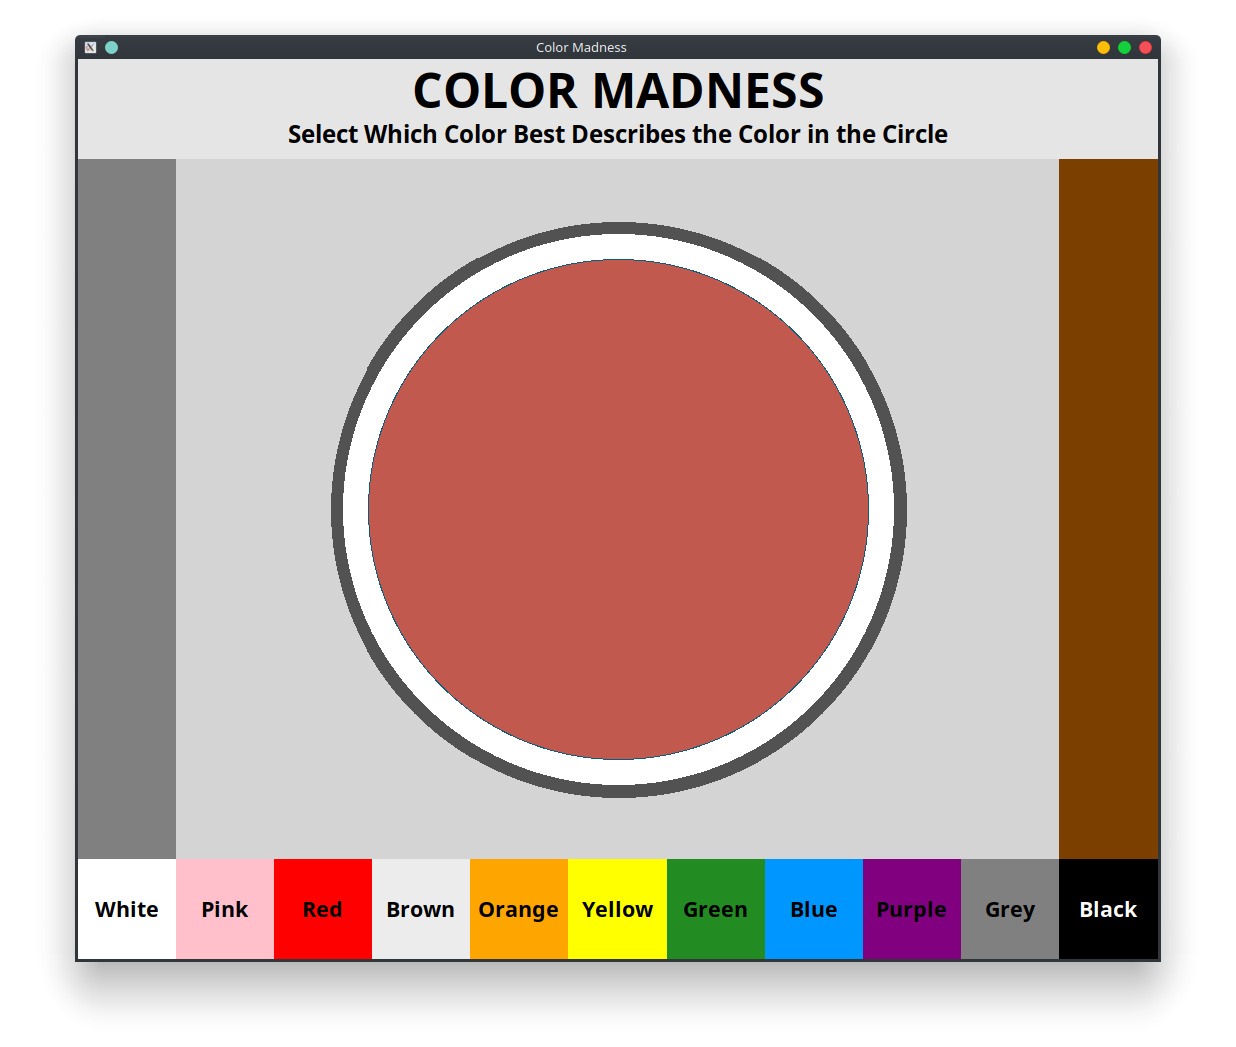 Color Madness
COLOR MADNESS
Select Which Color Best Describes the Color in the Circle
White Pink Red Brown Orange Yellow Green Blue Purple Grey Black